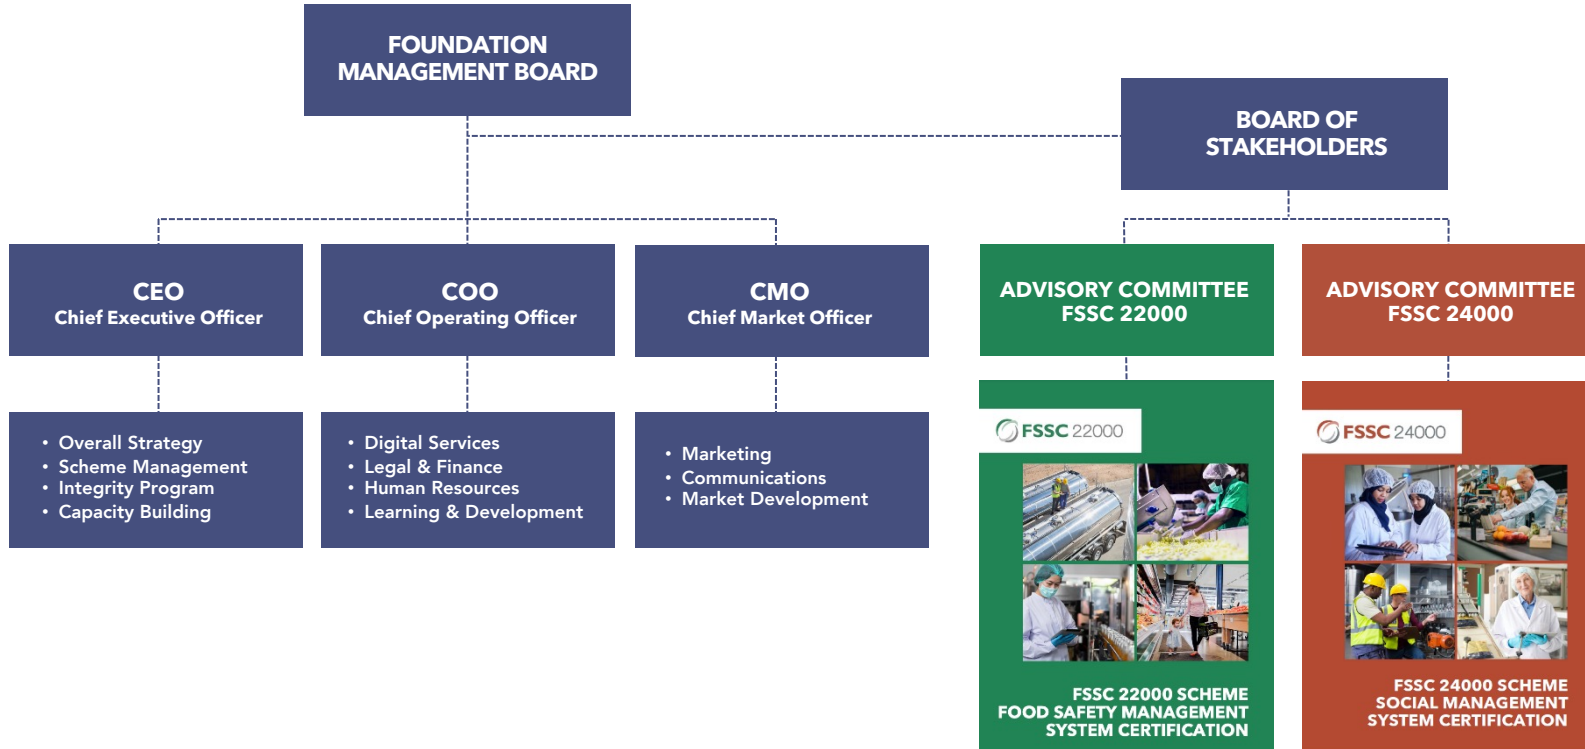 FOUNDATION
MANAGEMENT BOARD
BOARD OF
STAKEHOLDERS
CEO
Chief Executive Officer
COO
Chief Operating Officer
CMO
Chief Market Officer
ADVISORY COMMITTEE
FSSC 22000
ADVISORY COMMITTEE
FSSC 24000
• Overall Strategy
• Scheme Management
• Integrity Program
• Capacity Building
• Digital Services
• Legal & Finance
• Human Resources
• Learning & Development
• Marketing
• Communications
• Market Development
FSSC 22000
FSSC 24000
FSSC 22000 SCHEME
FOOD SAFETY MANAGEMENT
SYSTEM CERTIFICATION
FSSC 24000 SCHEME
SOCIAL MANAGEMENT
SYSTEM CERTIFICATION